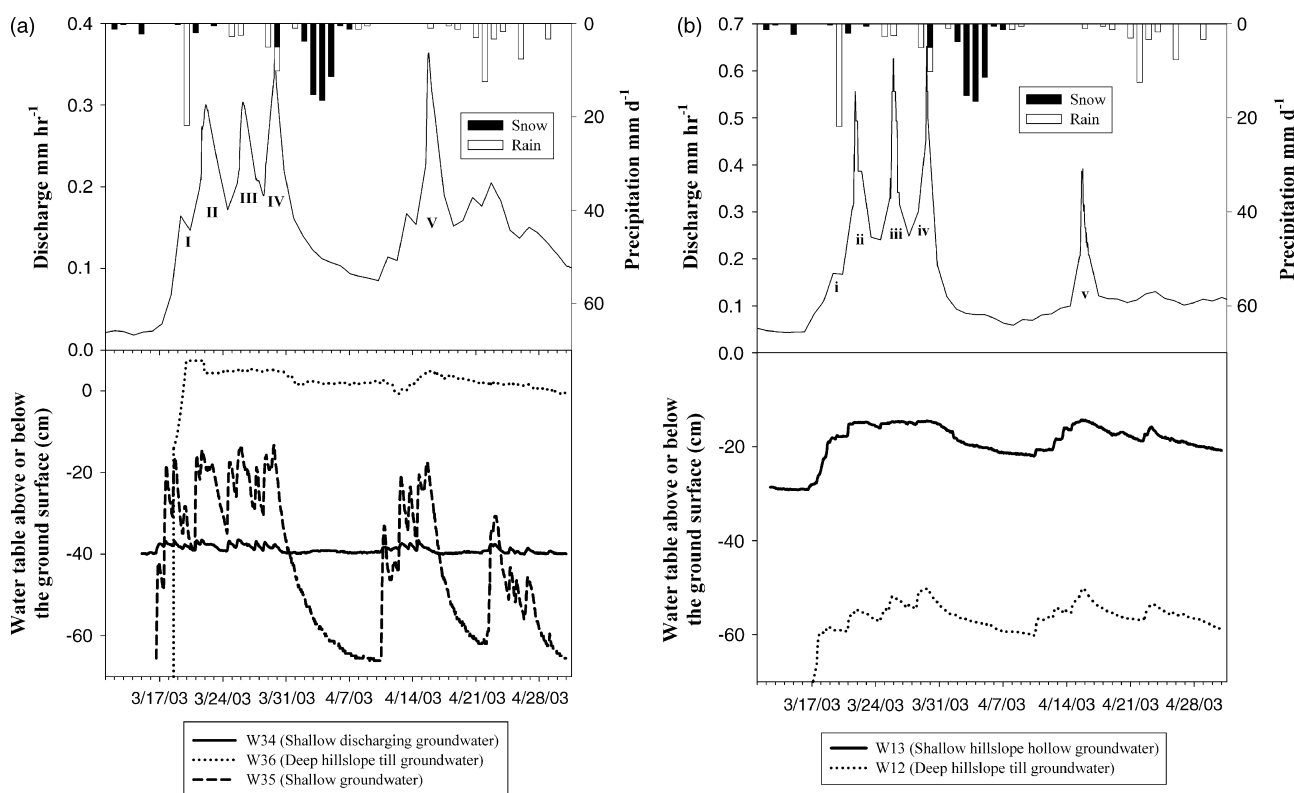 (a)
0.4
0.3
0.2
0.1
0.0
Discharge mm hr-1
0
20
40
60
Precipitation mm d-1
Snow
Rain
I
II
III
IV
V
0
-20
-40
-60
Water table above or below
the ground surface (cm)
3/17/03
3/24/03
3/31/03
4/7/03
4/14/03
4/21/03
4/28/03
W34 (Shallow discharging groundwater)
W36 (Deep hillslope till groundwater)
W35 (Shallow groundwater)
(b)
0.7
0.6
0.5
0.4
0.3
0.2
0.1
0.0
Discharge mm hr-1
0
20
40
60
Precipitation mm d-1
Snow
Rain
i
ii
iii
iv
v
-20
-40
-60
Water table above or below
the ground surface (cm)
3/17/03
3/24/03
3/31/03
4/7/03
4/14/03
4/21/03
4/28/03
W13 (Shallow hillslope hollow groundwater)
W12 (Deep hillslope till groundwater)